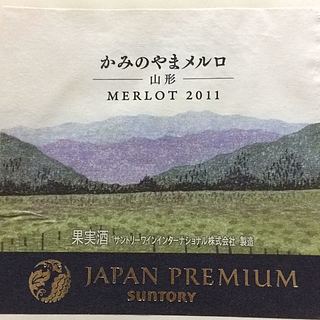 かみのやまメルロ
山形
MERLOT 2011
果実酒 サントリーワインインターナショナル株式会社 製造
JAPAN PREMIUM
SUNTORY